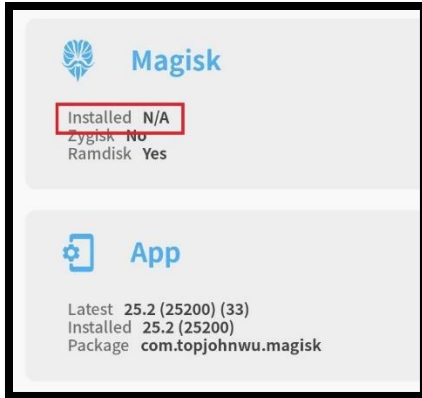 Magisk
Installed N/A
Zygisk No
Ramdisk Yes
App
Latest 25.2 (25200) (33)
Installed 25.2 (25200)
Package com.topjohnwu.magisk